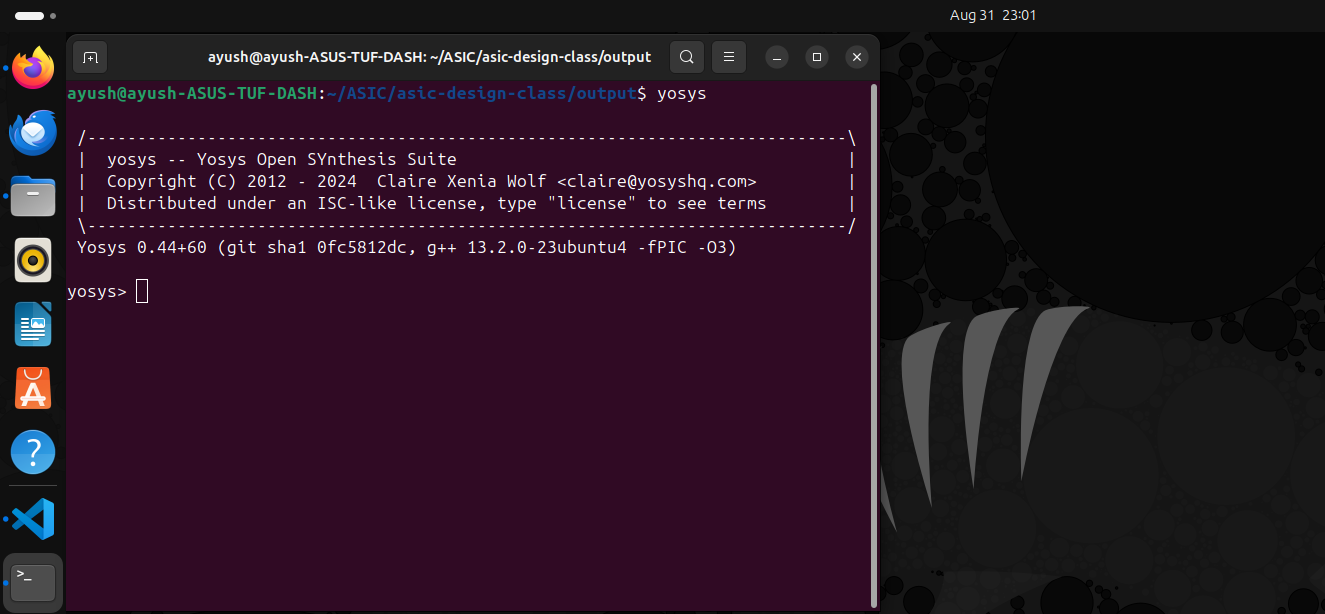 Aug 31 23:01
ayush@ayush-ASUS-TUF-DASH: ~/ASIC/asic-design-class/output
ayush@ayush-ASUS-TUF-DASH:~/ASIC/asic-design-class/output$ yosys
/----------------------------------------------------------------------------\
| yosys -- Yosys Open SYnthesis Suite |
| Copyright (C) 2012 - 2024 Claire Xenia Wolf <claire@yosyshq.com> |
| Distributed under an ISC-like license, type "license" to see terms |
\----------------------------------------------------------------------------/
Yosys 0.44+60 (git sha1 0fc5812dc, g++ 13.2.0-23ubuntu4 -fPIC -O3)
yosys>